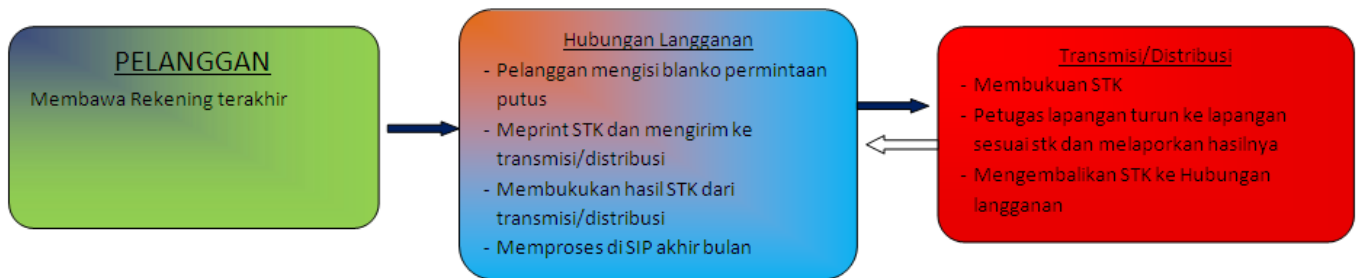 PELANGGAN
Membawa Rekening terakhir
Hubungan Langganan
- Pelanggan mengisi blanko permintaan
putus
- Meprint STK dan mengirim ke
transmisi/distribusi
- Membukukan hasil STK dari
transmisi/distribusi
- Memproses di SIP akhir bulan
Transmisi/Distribusi
- Membukuan STK
- Petugas lapangan turun ke lapangan
sesuai stk dan melaporkan hasilnya
- Mengembalikan STK ke Hubungan
langganan